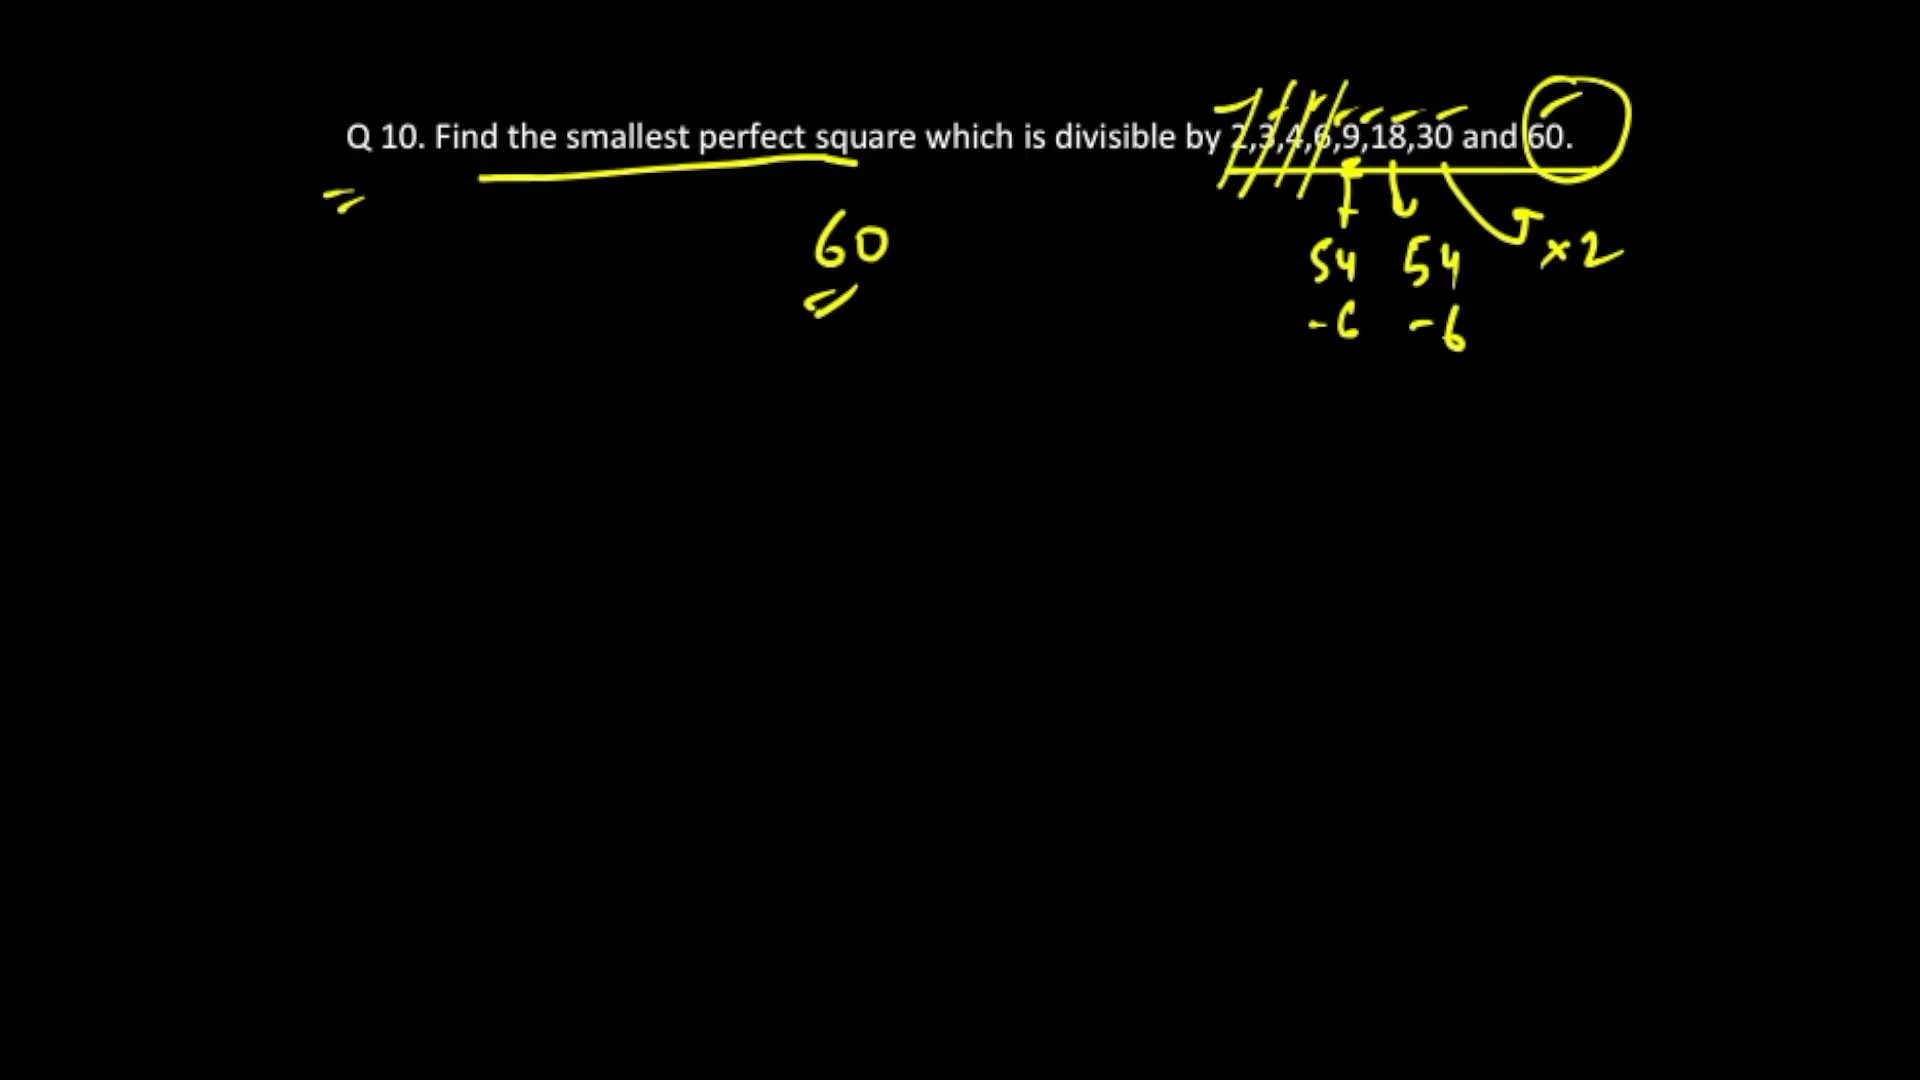 Q 10. Find the smallest perfect square which is divisible by 2,3,4,6,9,18,30 and 60.
60
54 54 ×2
-6 -6